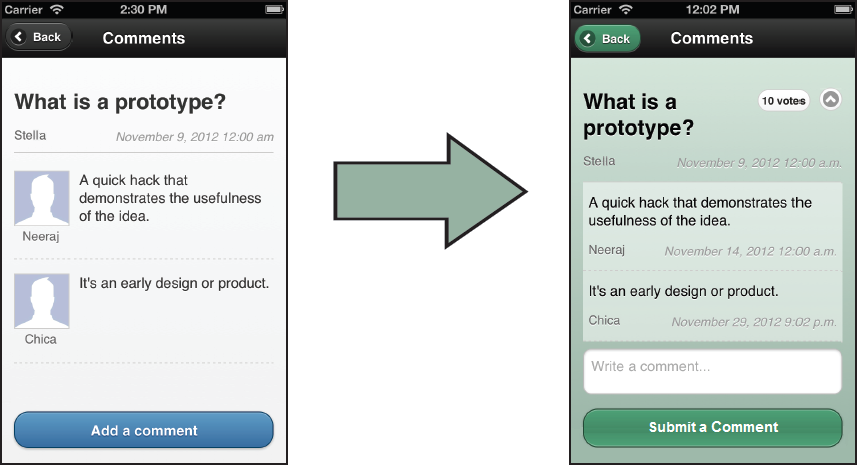 Carrier 2:30 PM
Back Comments
What is a prototype?
Stella November 9, 2012 12:00 am
A quick hack that
demonstrates the usefulness
of the idea.
Neeraj
It's an early design or product.
Chica
Add a comment
Carrier 12:02 PM
Back Comments
What is a
prototype?
10 votes
Stella November 9, 2012 12:00 a.m.
A quick hack that demonstrates the
usefulness of the idea.
Neeraj November 14, 2012 12:00 a.m.
It's an early design or product.
Chica November 29, 2012 9:02 p.m.
Write a comment...
Submit a Comment